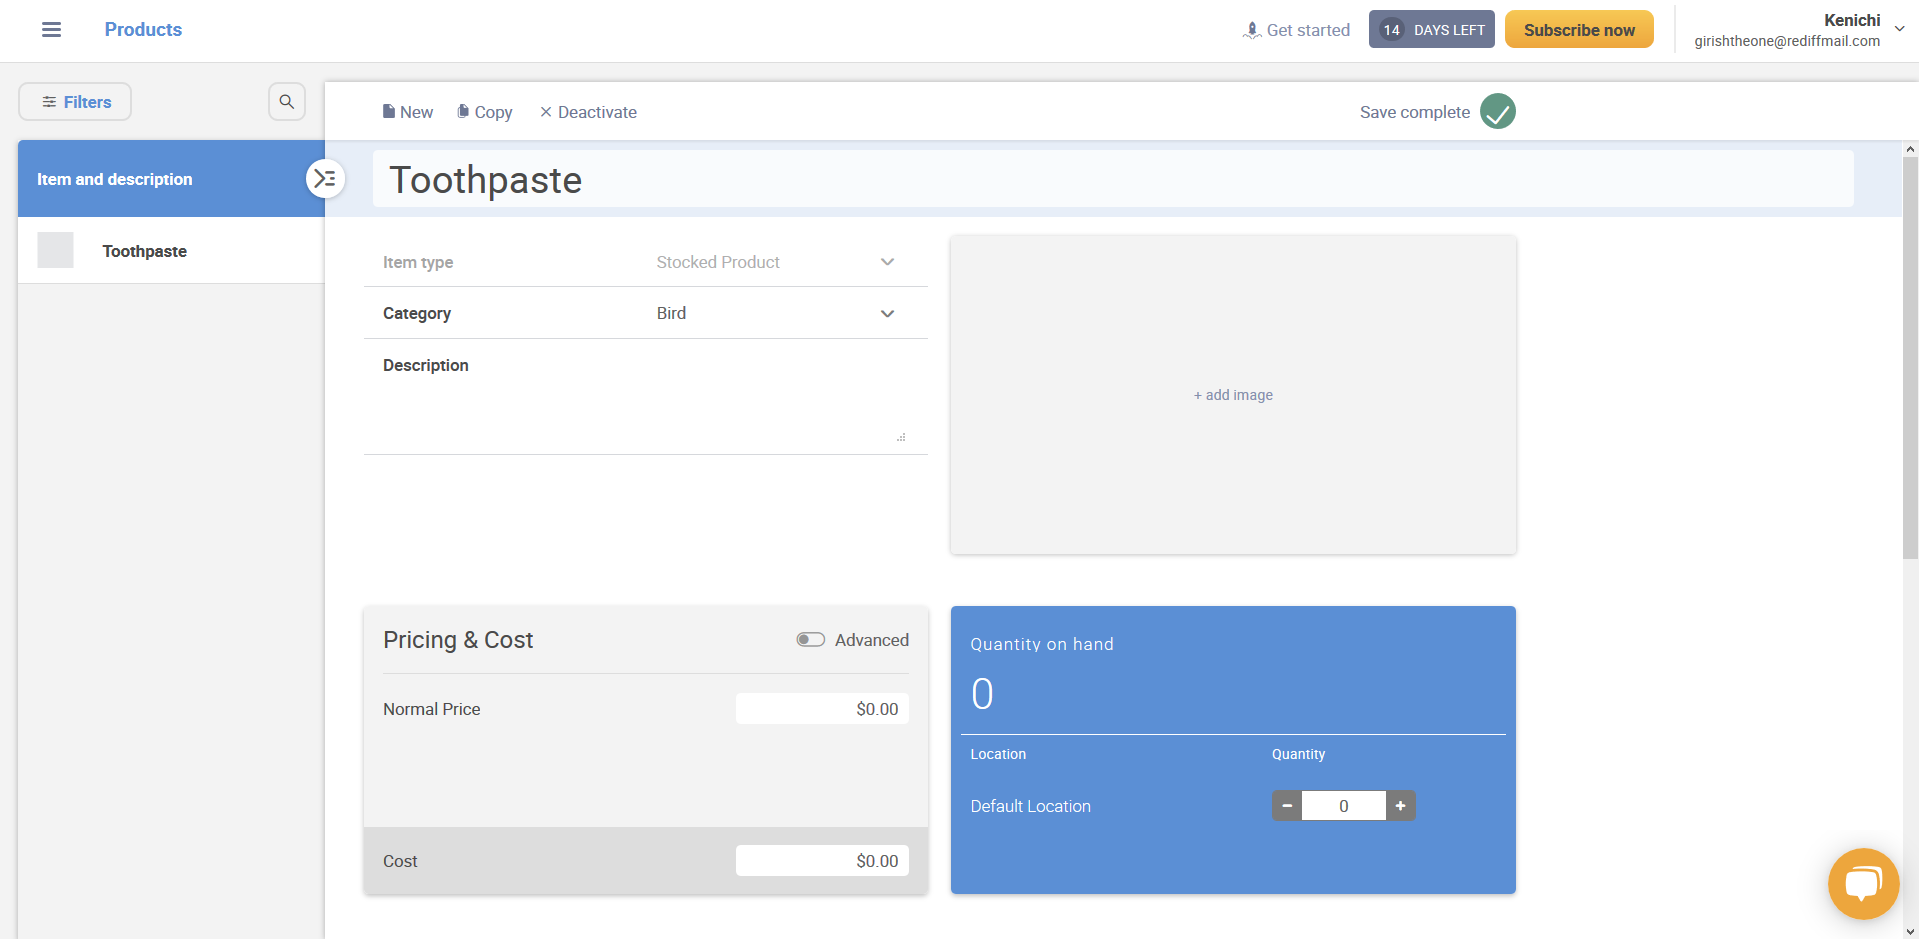 Products
Get started
14 DAYS LEFT
Subscribe now
Kenichi
girishtheone@rediffmail.com
Filters
New
Copy
Deactivate
Save complete
Item and description
Toothpaste
Toothpaste
Item type
Stocked Product
Category
Bird
Description
+ add image
Pricing & Cost
Advanced
Normal Price
$0.00
Cost
$0.00
Quantity on hand
0
Location
Quantity
Default Location
- 0 +